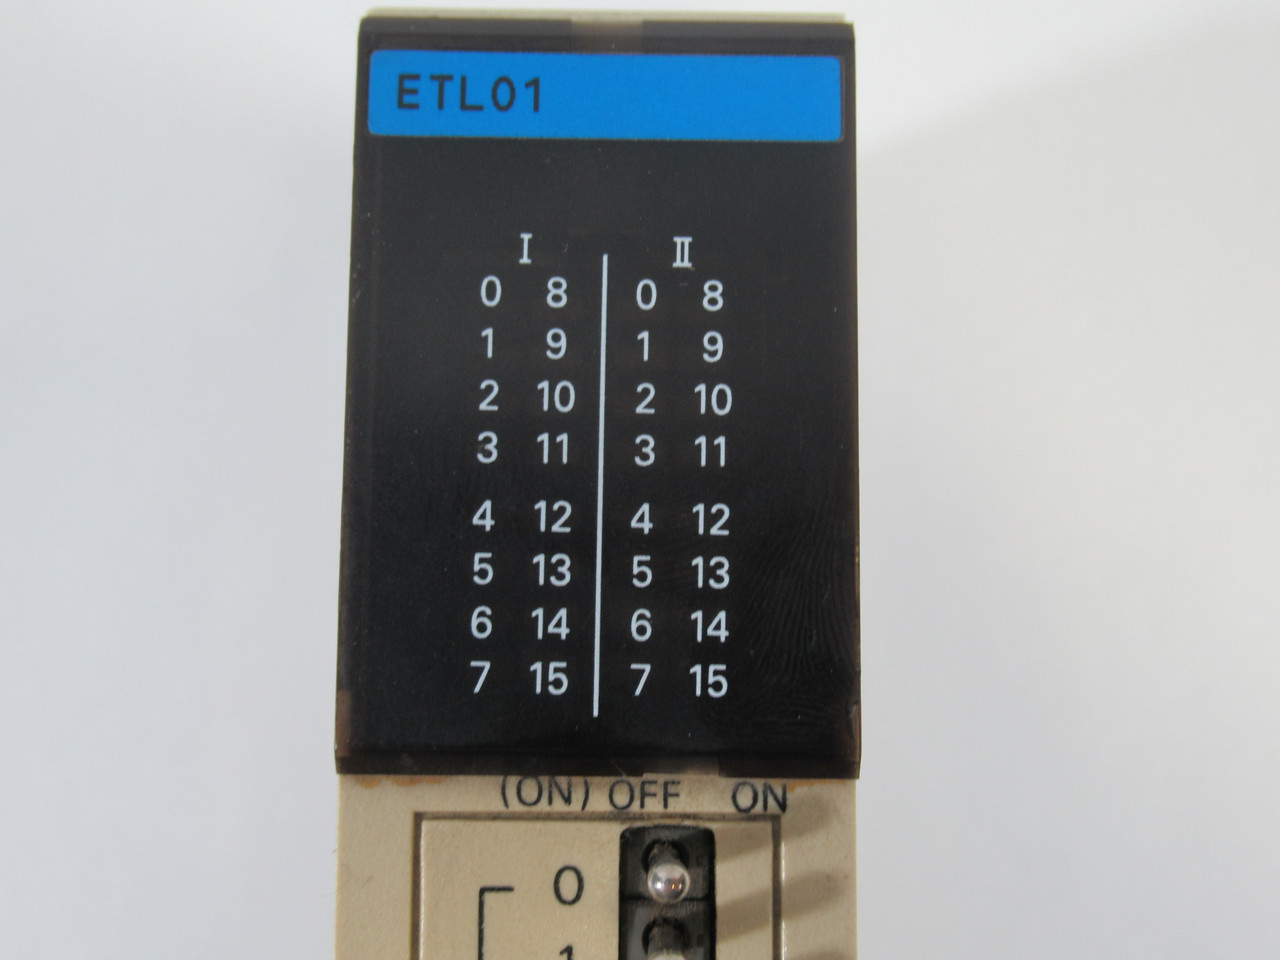 ETL01
I II
0 8 0 8
1 9 1 9
2 10 2 10
3 11 3 11
4 12 4 12
5 13 5 13
6 14 6 14
7 15 7 15
(ON) OFF ON
0
1